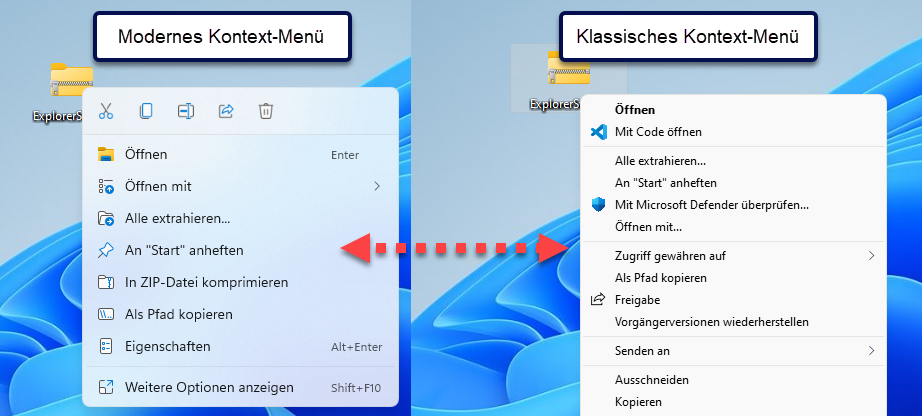 Modernes Kontext-Menü
ExplorerS
Öffnen Enter
Öffnen mit
Alle extrahieren...
An "Start" anheften
In ZIP-Datei komprimieren
Als Pfad kopieren
Eigenschaften Alt+Enter
Weitere Optionen anzeigen Shift+F10
Klassisches Kontext-Menü
ExplorerS
Öffnen
Mit Code öffnen
Alle extrahieren...
An "Start" anheften
Mit Microsoft Defender überprüfen...
Öffnen mit...
Zugriff gewähren auf
Als Pfad kopieren
Freigabe
Vorgängerversionen wiederherstellen
Senden an
Ausschneiden
Kopieren